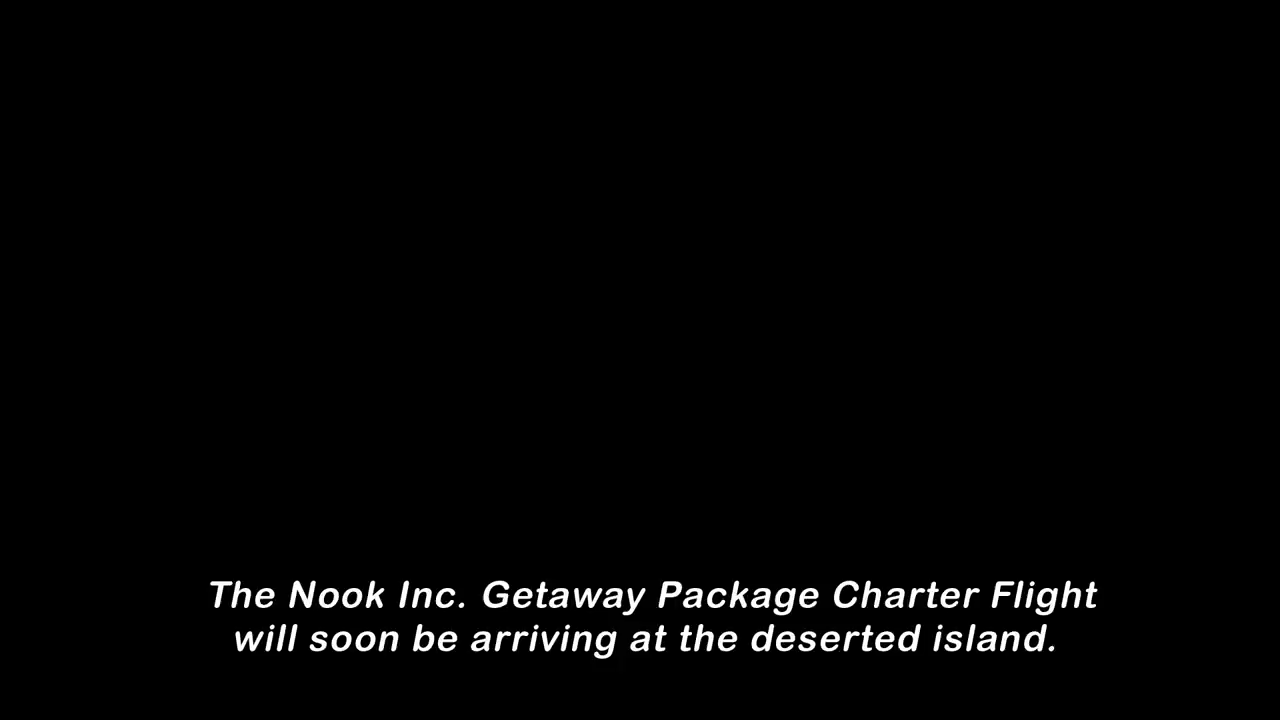 The Nook Inc. Getaway Package Charter Flight
will soon be arriving at the deserted island.